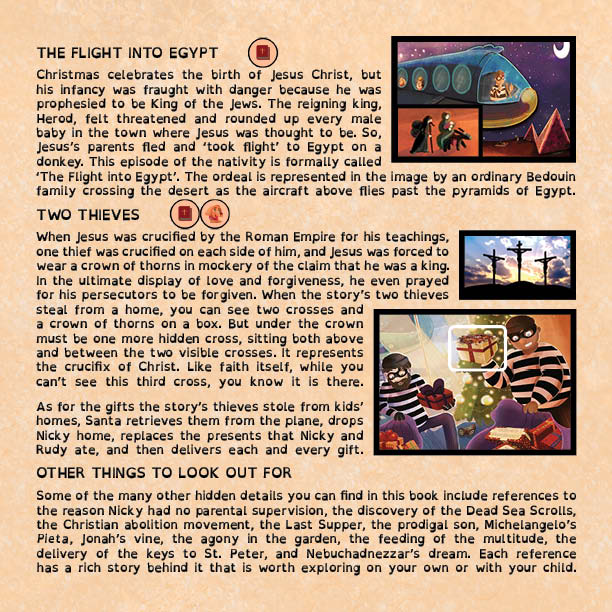 THE FLIGHT INTO EGYPT
Christmas celebrates the birth of Jesus Christ, but
his infancy was fraught with danger because he was
prophesied to be King of the Jews. The reigning king,
Herod, felt threatened and rounded up every male
baby in the town where Jesus was thought to be. So,
Jesus's parents fled and 'took flight' to Egypt on a
donkey. This episode of the nativity is formally called
'The Flight into Egypt'. The ordeal is represented in the image by an ordinary Bedouin
family crossing the desert as the aircraft above flies past the pyramids of Egypt.
TWO THIEVES
When Jesus was crucified by the Roman Empire for his teachings,
one thief was crucified on each side of him, and Jesus was forced to
wear a crown of thorns in mockery of the claim that he was a king.
In the ultimate display of love and forgiveness, he even prayed
for his persecutors to be forgiven. When the story's two thieves
steal from a home, you can see two crosses and
a crown of thorns on a box. But under the crown
must be one more hidden cross, sitting both above
and between the two visible crosses. It represents
the crucifix of Christ. Like faith itself, while you
can't see this third cross, you know it is there.
As for the gifts the story's thieves stole from kids'
homes, Santa retrieves them from the plane, drops
Nicky home, replaces the presents that Nicky and
Rudy ate, and then delivers each and every gift.
OTHER THINGS TO LOOK OUT FOR
Some of the many other hidden details you can find in this book include references to
the reason Nicky had no parental supervision, the discovery of the Dead Sea Scrolls,
the Christian abolition movement, the Last Supper, the prodigal son, Michelangelo's
Pieta, Jonah's vine, the agony in the garden, the feeding of the multitude, the
delivery of the keys to St. Peter, and Nebuchadnezzar's dream. Each reference
has a rich story behind it that is worth exploring on your own or with your child.